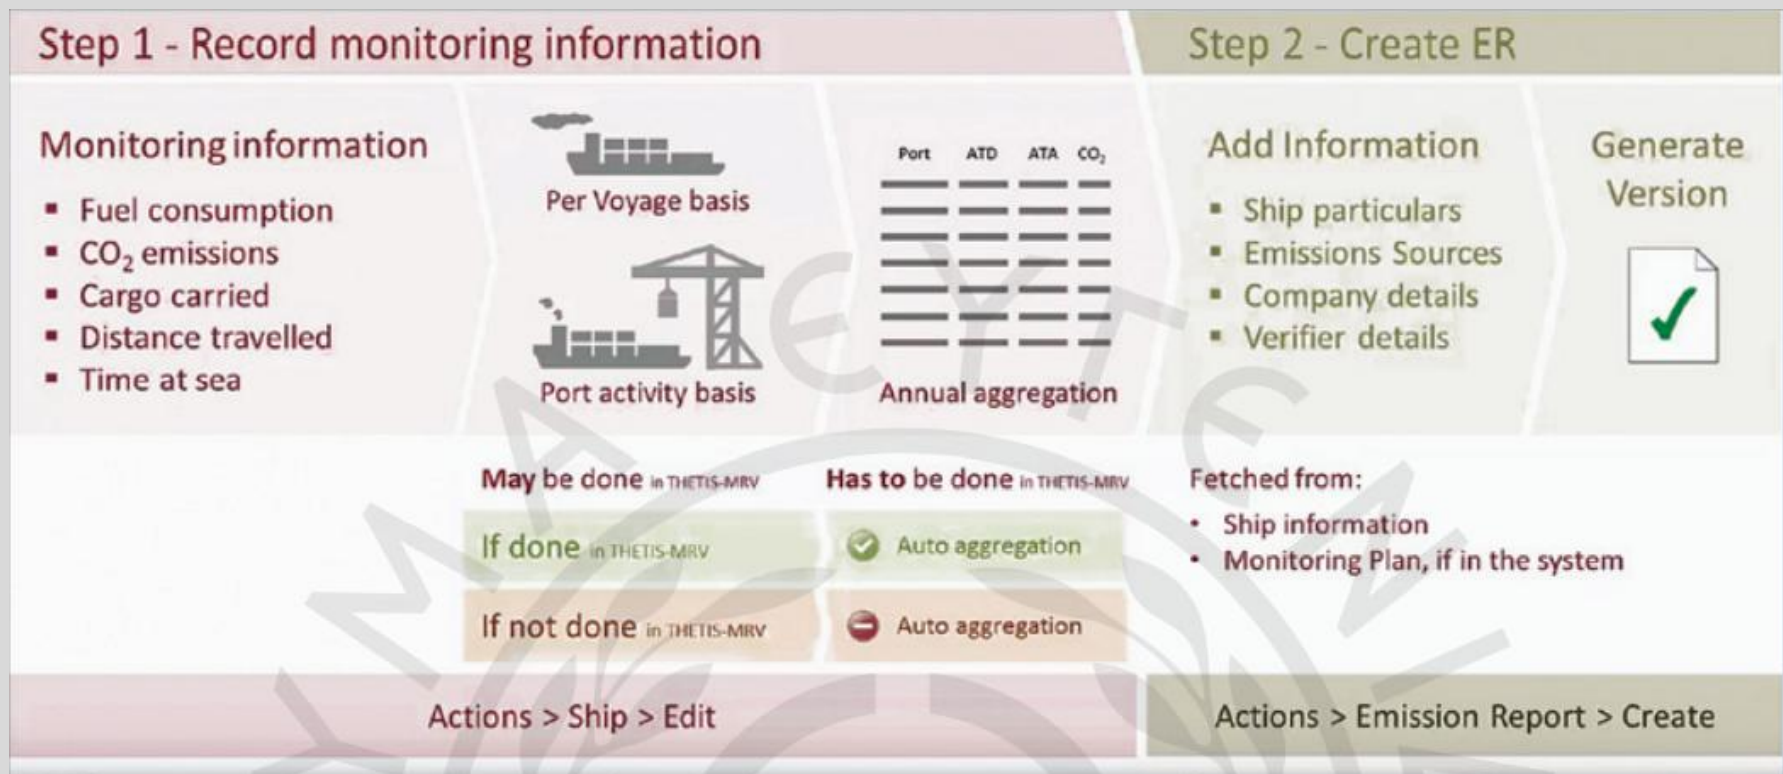 Step 1 - Record monitoring information
Step 2 - Create ER
Monitoring information
▪ Fuel consumption
▪ CO₂ emissions
▪ Cargo carried
▪ Distance travelled
▪ Time at sea
Per Voyage basis
Port activity basis
Port ATD ATA CO₂
Annual aggregation
Add Information
▪ Ship particulars
▪ Emissions Sources
▪ Company details
▪ Verifier details
Generate
Version
May be done in THETIS-MRV
Has to be done in THETIS-MRV
If done in THETIS-MRV
Auto aggregation
If not done in THETIS-MRV
Auto aggregation
Fetched from:
• Ship information
• Monitoring Plan, if in the system
Actions > Ship > Edit
Actions > Emission Report > Create